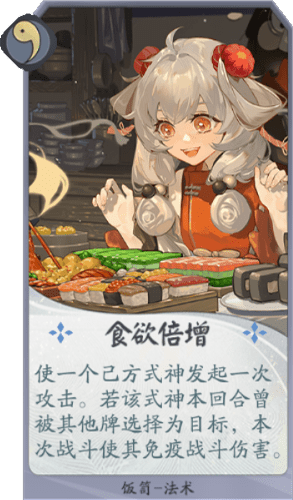 食欲倍增
使一个己方式神发起一次
攻击。若该式神本回合曾
被其他牌选择为目标，本
次战斗使其免疫战斗伤害。
饭笥-法术